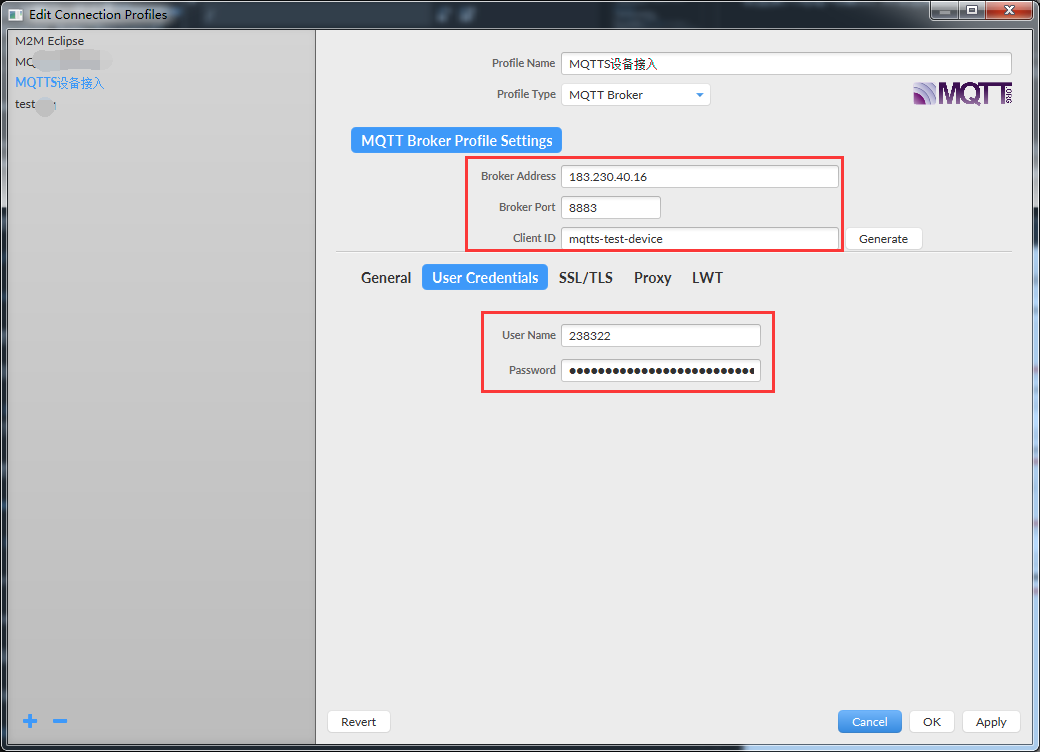 Edit Connection Profiles
M2M Eclipse
MQ
MQTTS设备接入
test
Profile Name MQTTS设备接入
Profile Type MQTT Broker
MQTT.ORG
MQTT Broker Profile Settings
Broker Address 183.230.40.16
Broker Port 8883
Client ID mqtts-test-device Generate
General User Credentials SSL/TLS Proxy LWT
User Name 238322
Password ••••••••••••••••••••••••••
Revert Cancel OK Apply